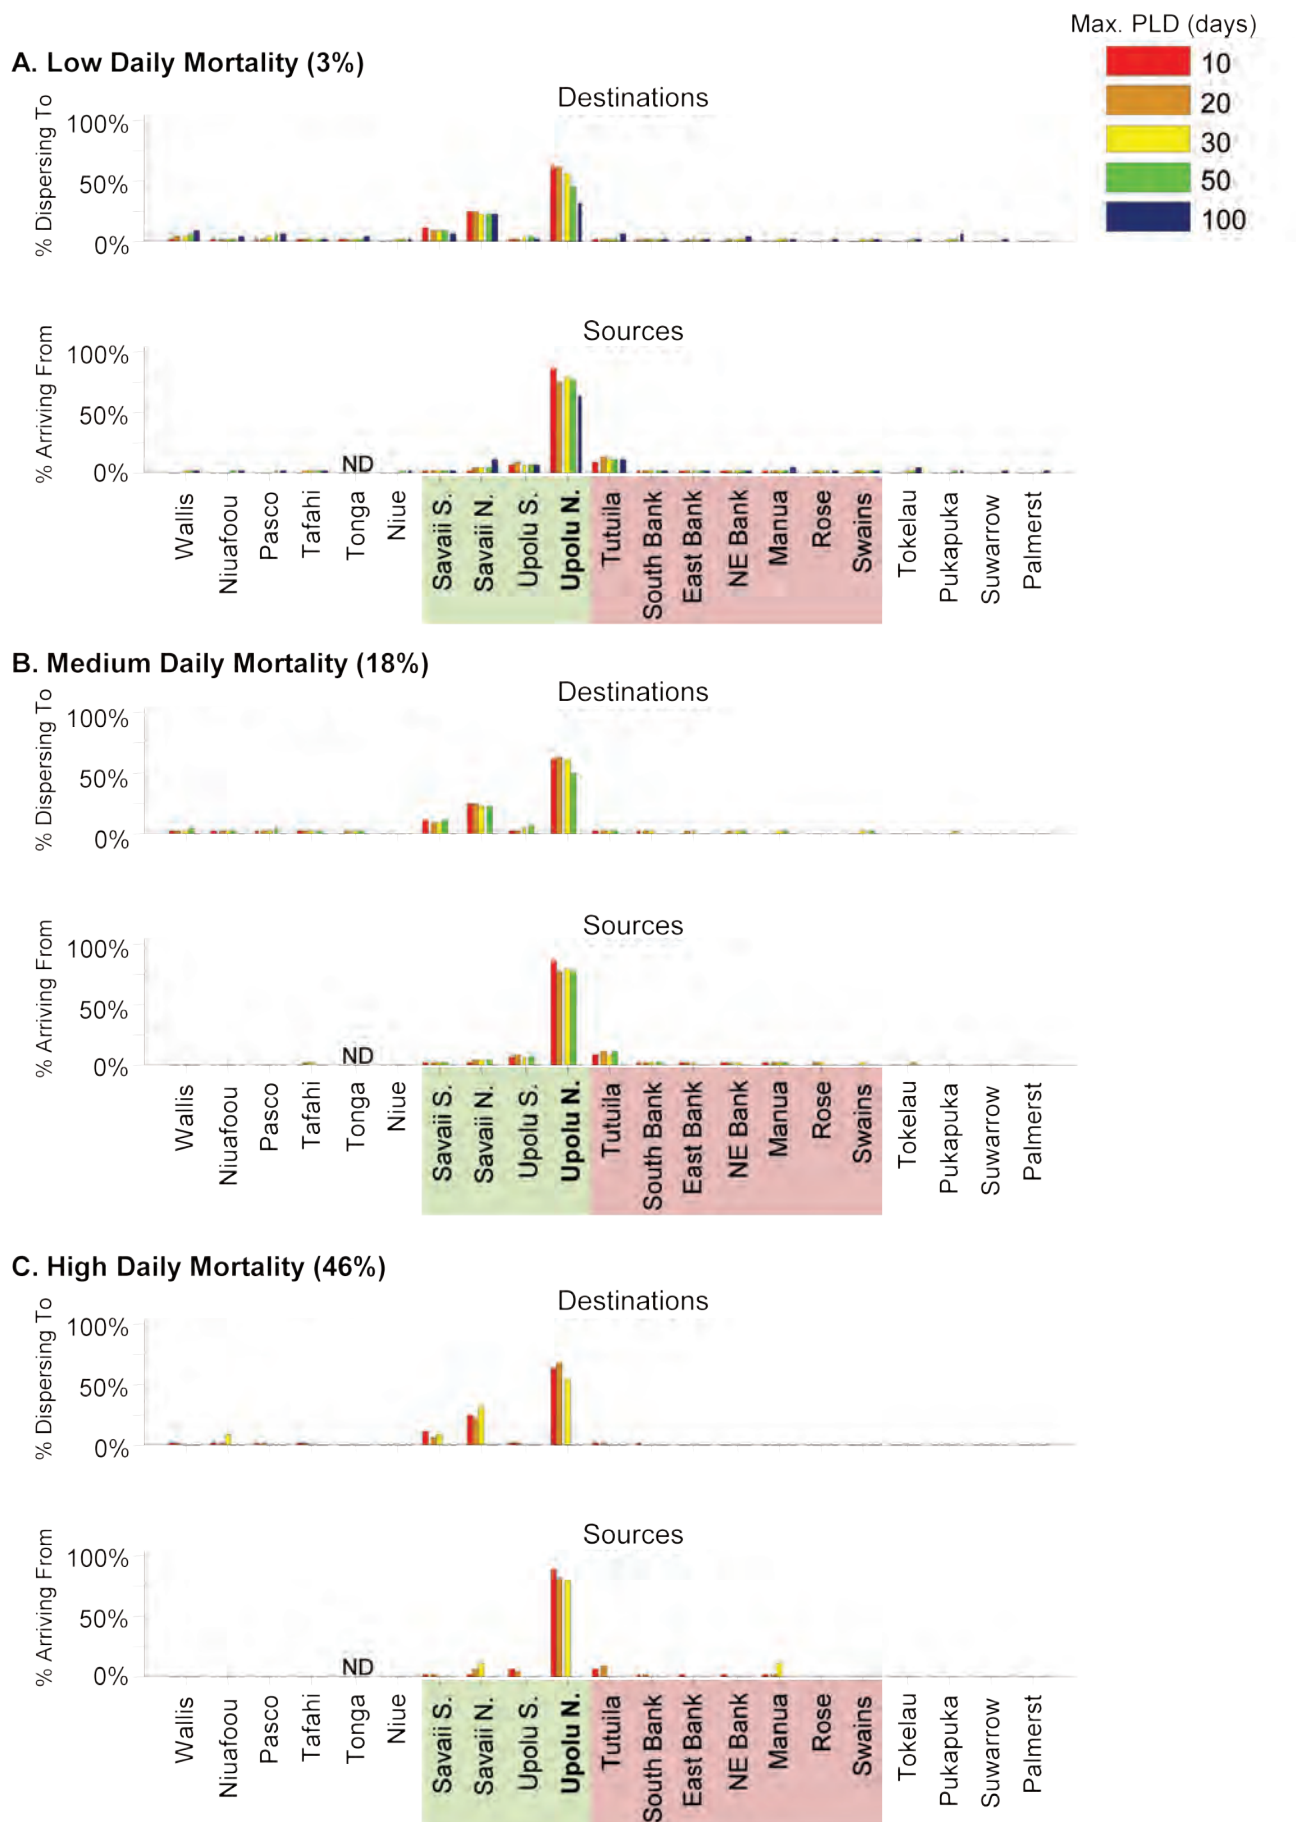 Max. PLD (days)
10
20
30
50
100
A. Low Daily Mortality (3%)
Destinations
% Dispersing To
100%
50%
0%
Sources
% Arriving From
100%
50%
0%
ND
Wallis
Niuafoou
Pasco
Tafahi
Tonga
Niue
Savaii S.
Savaii N.
Upolu S.
Upolu N.
Tutuila
South Bank
East Bank
NE Bank
Manua
Rose
Swains
Tokelau
Pukapuka
Suwarrow
Palmerst
B. Medium Daily Mortality (18%)
Destinations
% Dispersing To
100%
50%
0%
Sources
% Arriving From
100%
50%
0%
ND
Wallis
Niuafoou
Pasco
Tafahi
Tonga
Niue
Savaii S.
Savaii N.
Upolu S.
Upolu N.
Tutuila
South Bank
East Bank
NE Bank
Manua
Rose
Swains
Tokelau
Pukapuka
Suwarrow
Palmerst
C. High Daily Mortality (46%)
Destinations
% Dispersing To
100%
50%
0%
Sources
% Arriving From
100%
50%
0%
ND
Wallis
Niuafoou
Pasco
Tafahi
Tonga
Niue
Savaii S.
Savaii N.
Upolu S.
Upolu N.
Tutuila
South Bank
East Bank
NE Bank
Manua
Rose
Swains
Tokelau
Pukapuka
Suwarrow
Palmerst